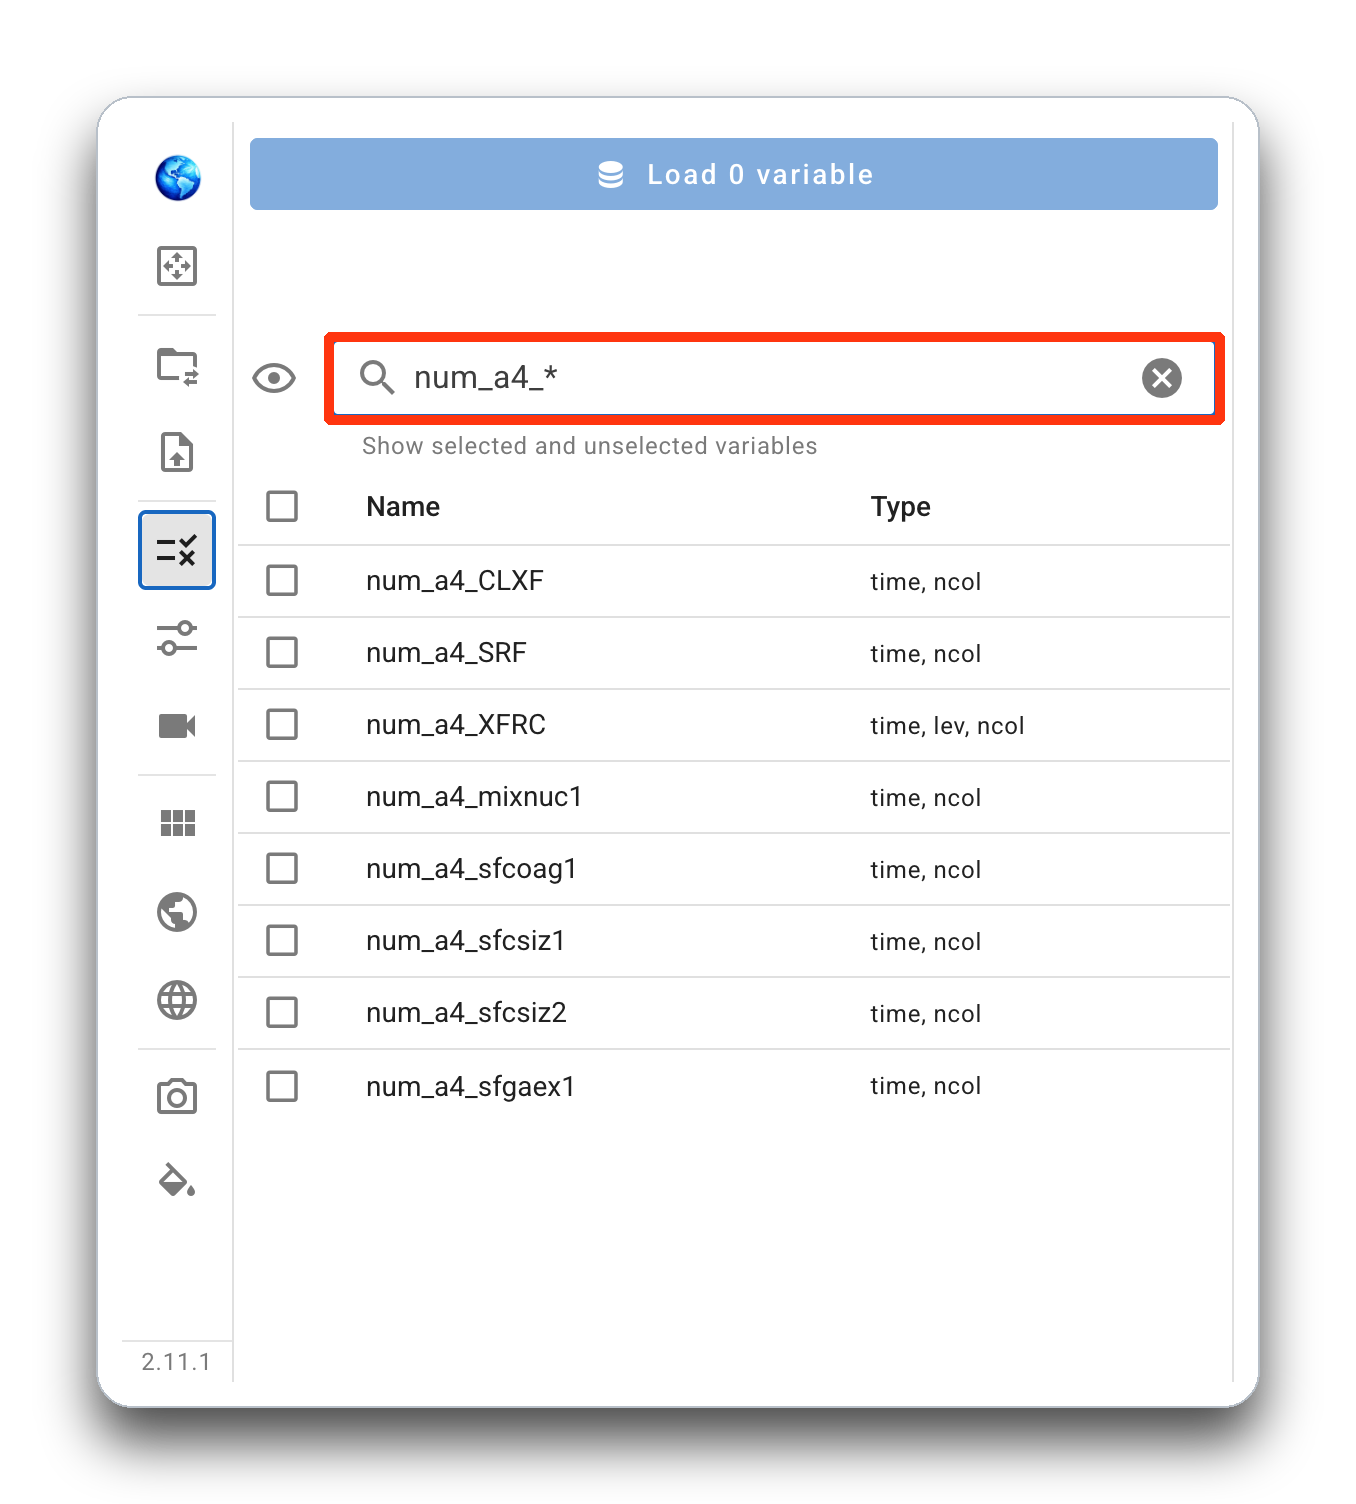 Load 0 variable
num_a4_*
Show selected and unselected variables
Name Type
num_a4_CLXF time, ncol
num_a4_SRF time, ncol
num_a4_XFRC time, lev, ncol
num_a4_mixnuc1 time, ncol
num_a4_sfcoag1 time, ncol
num_a4_sfcsiz1 time, ncol
num_a4_sfcsiz2 time, ncol
num_a4_sfgaex1 time, ncol
2.11.1